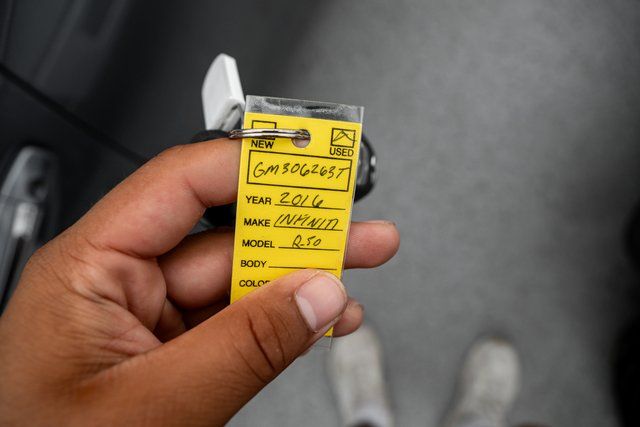 NEW USED
GM306263T
YEAR 2016
MAKE INFINITI
MODEL Q50
BODY